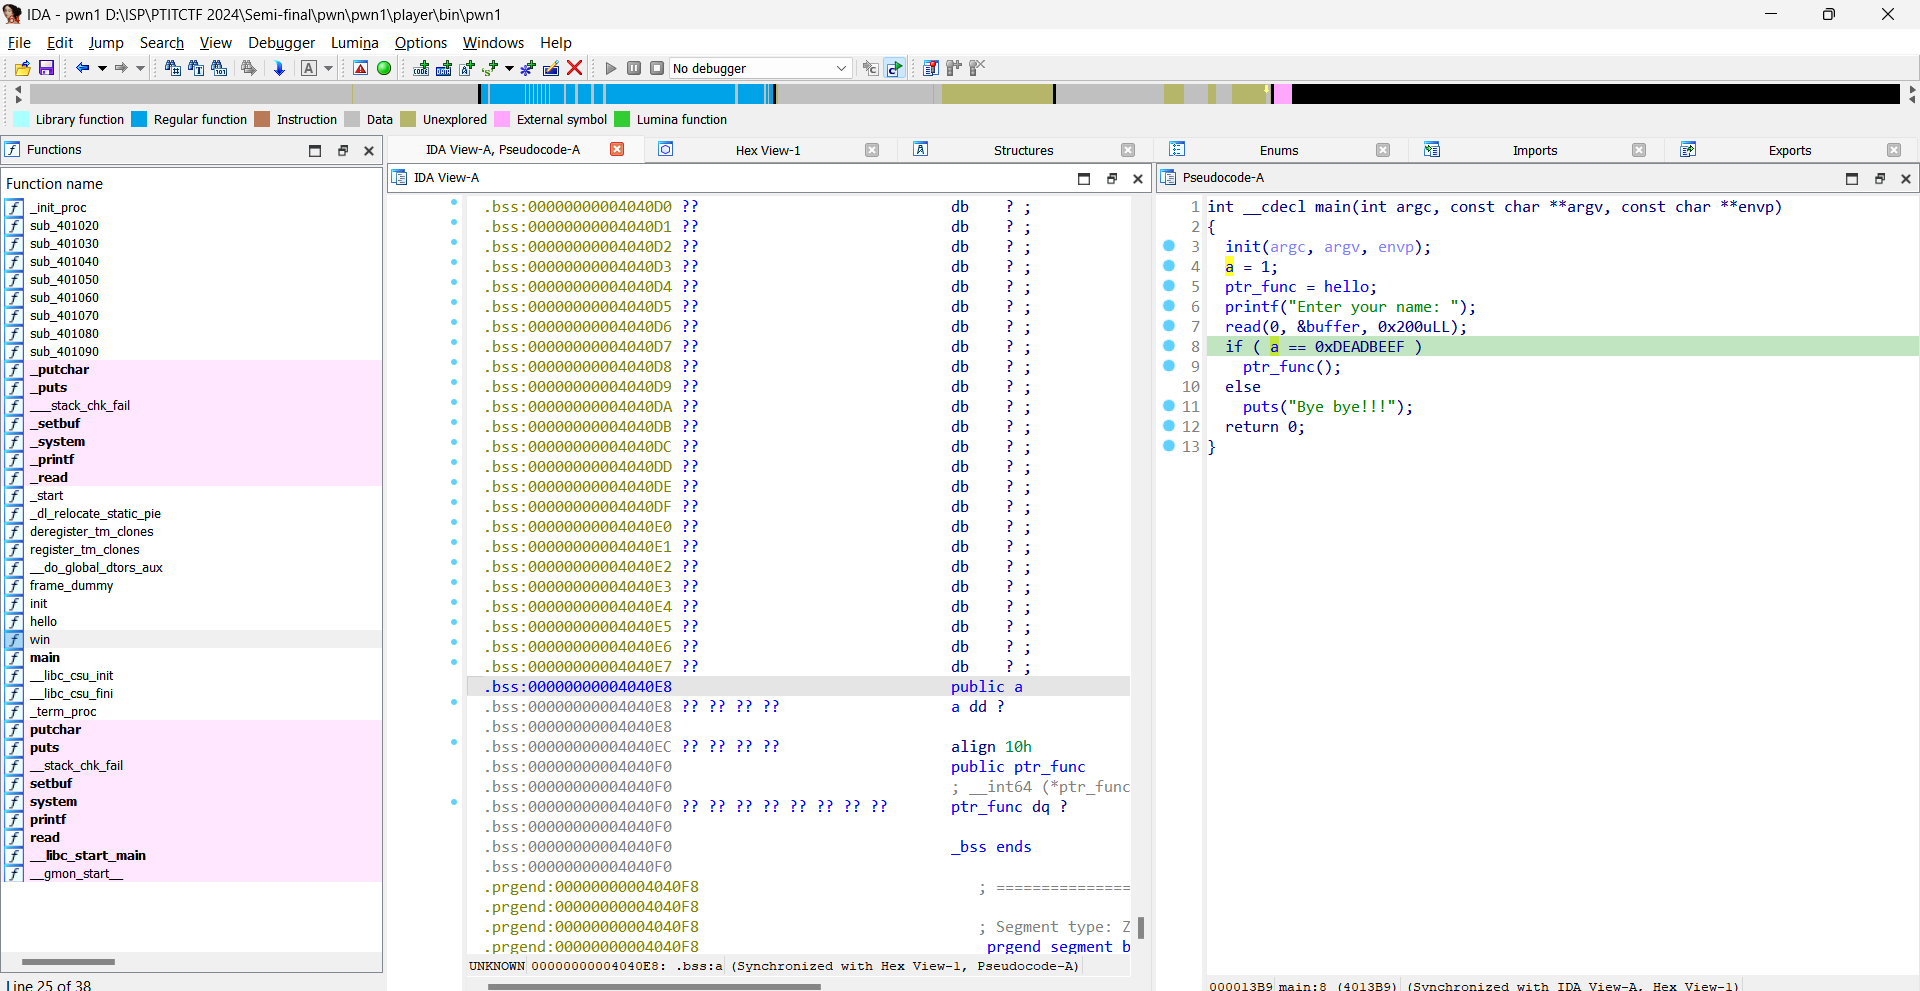 IDA - pwn1 D:\ISP\PTITCTF 2024\Semi-final\pwn\pwn1\player\bin\pwn1
File Edit Jump Search View Debugger Lumina Options Windows Help
No debugger
Library function Regular function Instruction Data Unexplored External symbol Lumina function
Functions
Function name
_init_proc
sub_401020
sub_401030
sub_401040
sub_401050
sub_401060
sub_401070
sub_401080
sub_401090
_putchar
_puts
___stack_chk_fail
_setbuf
_system
_printf
_read
_start
_dl_relocate_static_pie
deregister_tm_clones
register_tm_clones
__do_global_dtors_aux
frame_dummy
init
hello
win
main
__libc_csu_init
__libc_csu_fini
_term_proc
putchar
puts
__stack_chk_fail
setbuf
system
printf
read
__libc_start_main
__gmon_start__
Line 25 of 38
IDA View-A, Pseudocode-A Hex View-1 Structures Enums Imports Exports
IDA View-A
.bss:00000000004040D0 ?? db ? ;
.bss:00000000004040D1 ?? db ? ;
.bss:00000000004040D2 ?? db ? ;
.bss:00000000004040D3 ?? db ? ;
.bss:00000000004040D4 ?? db ? ;
.bss:00000000004040D5 ?? db ? ;
.bss:00000000004040D6 ?? db ? ;
.bss:00000000004040D7 ?? db ? ;
.bss:00000000004040D8 ?? db ? ;
.bss:00000000004040D9 ?? db ? ;
.bss:00000000004040DA ?? db ? ;
.bss:00000000004040DB ?? db ? ;
.bss:00000000004040DC ?? db ? ;
.bss:00000000004040DD ?? db ? ;
.bss:00000000004040DE ?? db ? ;
.bss:00000000004040DF ?? db ? ;
.bss:00000000004040E0 ?? db ? ;
.bss:00000000004040E1 ?? db ? ;
.bss:00000000004040E2 ?? db ? ;
.bss:00000000004040E3 ?? db ? ;
.bss:00000000004040E4 ?? db ? ;
.bss:00000000004040E5 ?? db ? ;
.bss:00000000004040E6 ?? db ? ;
.bss:00000000004040E7 ?? db ? ;
.bss:00000000004040E8 public a
.bss:00000000004040E8 ?? ?? ?? ?? a dd ?
.bss:00000000004040E8
.bss:00000000004040EC ?? ?? ?? ?? align 10h
.bss:00000000004040F0 public ptr_func
.bss:00000000004040F0 ; __int64 (*ptr_func
.bss:00000000004040F0 ?? ?? ?? ?? ?? ?? ?? ?? ptr_func dq ?
.bss:00000000004040F0
.bss:00000000004040F0 _bss ends
.bss:00000000004040F0
.prgend:00000000004040F8 ; ===============
.prgend:00000000004040F8
.prgend:00000000004040F8 ; Segment type: Z
.prgend:00000000004040F8 prgend segment b
UNKNOWN 00000000004040E8: .bss:a (Synchronized with Hex View-1, Pseudocode-A)
Pseudocode-A
1 int __cdecl main(int argc, const char **argv, const char **envp)
2 {
3 init(argc, argv, envp);
4 a = 1;
5 ptr_func = hello;
6 printf("Enter your name: ");
7 read(0, &buffer, 0x200uLL);
8 if ( a == 0xDEADBEEF )
9 ptr_func();
10 else
11 puts("Bye bye!!!");
12 return 0;
13 }
000013B9 main:8 (4013B9) (Synchronized with IDA View-A, Hex View-1)